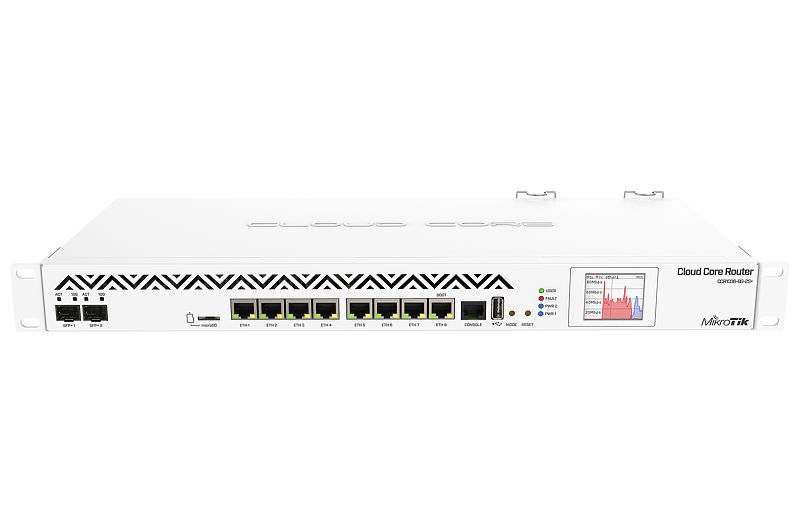 CLOUD CORE
Cloud Core Router
CCR1036-8G-2S+
ACT 10G ACT 10G
SFP+ 1 SFP+ 2
microSD
ETH 1 ETH 2 ETH 3 ETH 4 ETH 5 ETH 6 ETH 7 ETH 8
BOOT
CONSOLE
MODE RESET
USER
FAULT
PWR 2
PWR 1
80Mbps
60Mbps
40Mbps
20Mbps
MikroTik